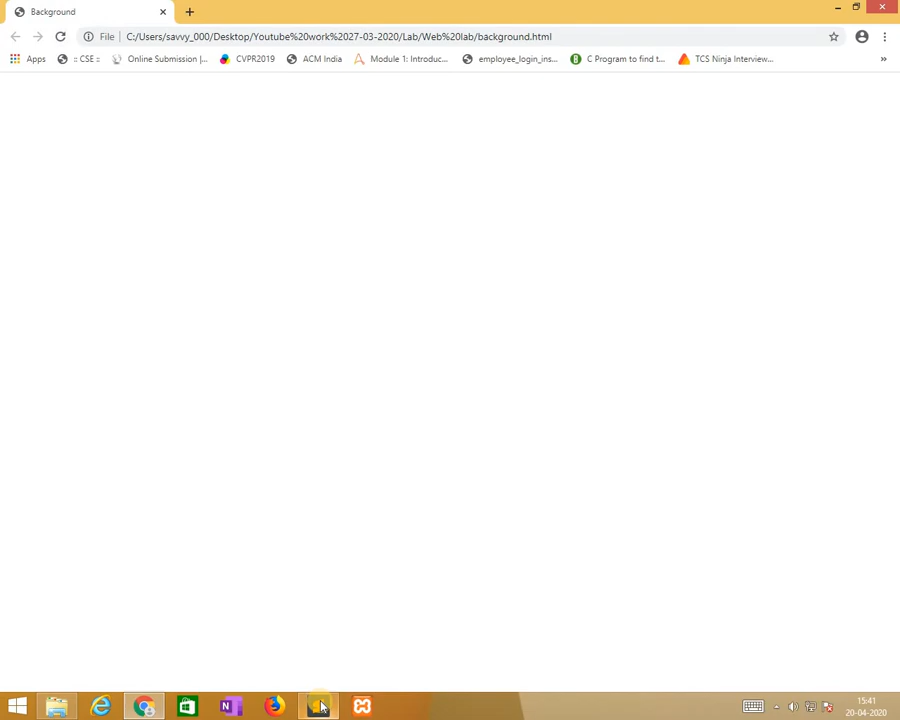 Background
File
C:/Users/savvy_000/Desktop/Youtube%20work%2027-03-2020/Lab/Web%20lab/background.html
Apps
:: CSE ::
Online Submission |...
CVPR2019
ACM India
Module 1: Introduc...
employee_login_ins...
C Program to find t...
TCS Ninja Interview...
»
15:41
20-04-2020